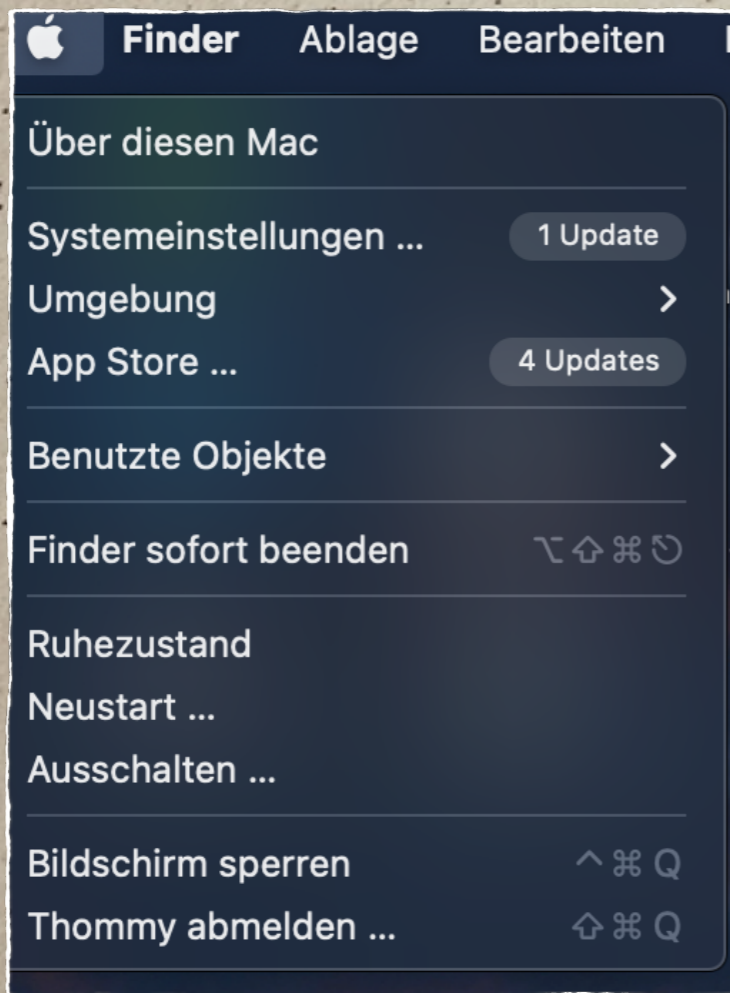 Finder Ablage Bearbeiten
Über diesen Mac
Systemeinstellungen ... 1 Update
Umgebung
App Store ... 4 Updates
Benutzte Objekte
Finder sofort beenden ⌥⇧⌘⎋
Ruhezustand
Neustart ...
Ausschalten ...
Bildschirm sperren ^⌘Q
Thommy abmelden ... ⇧⌘Q